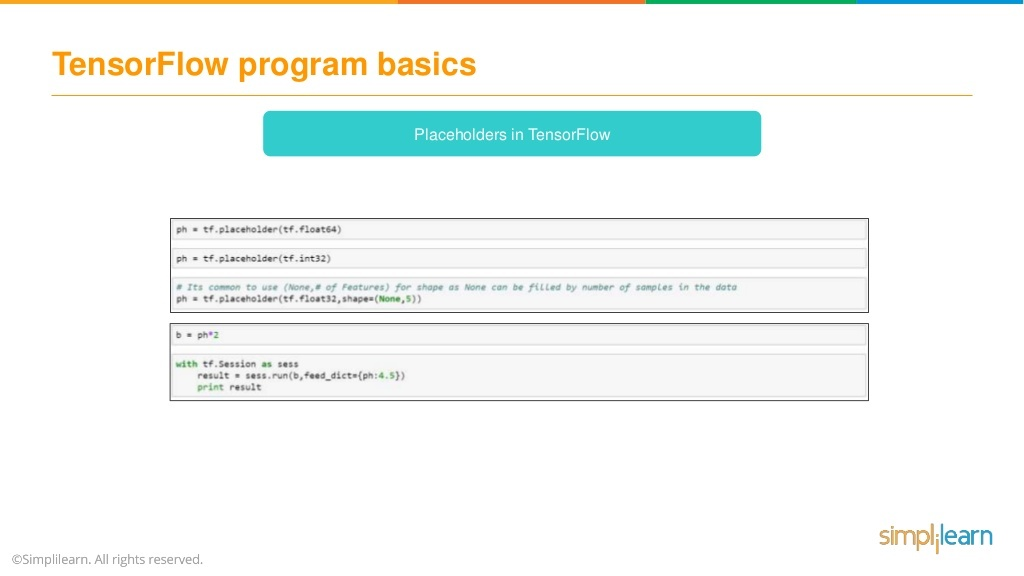 TensorFlow program basics
Placeholders in TensorFlow
ph = tf.placeholder(tf.float64)
ph = tf.placeholder(tf.int32)
# Its common to use (None,# of Features) for shape as None can be filled by number of samples in the data
ph = tf.placeholder(tf.float32,shape=(None,5))
b = ph*2
with tf.Session as sess
result = sess.run(b,feed_dict={ph:4.5})
print result
simplilearn
©Simplilearn. All rights reserved.